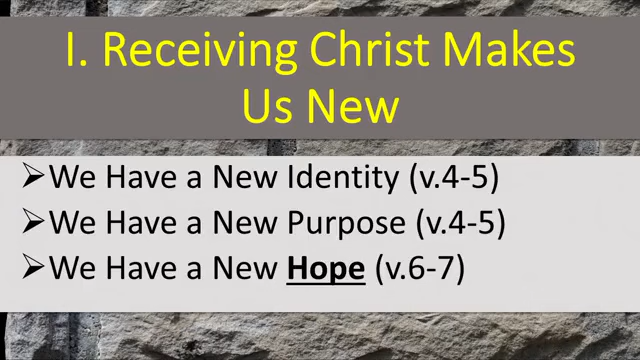 I. Receiving Christ Makes
Us New
➢We Have a New Identity (v.4-5)
➢We Have a New Purpose (v.4-5)
➢We Have a New Hope (v.6-7)